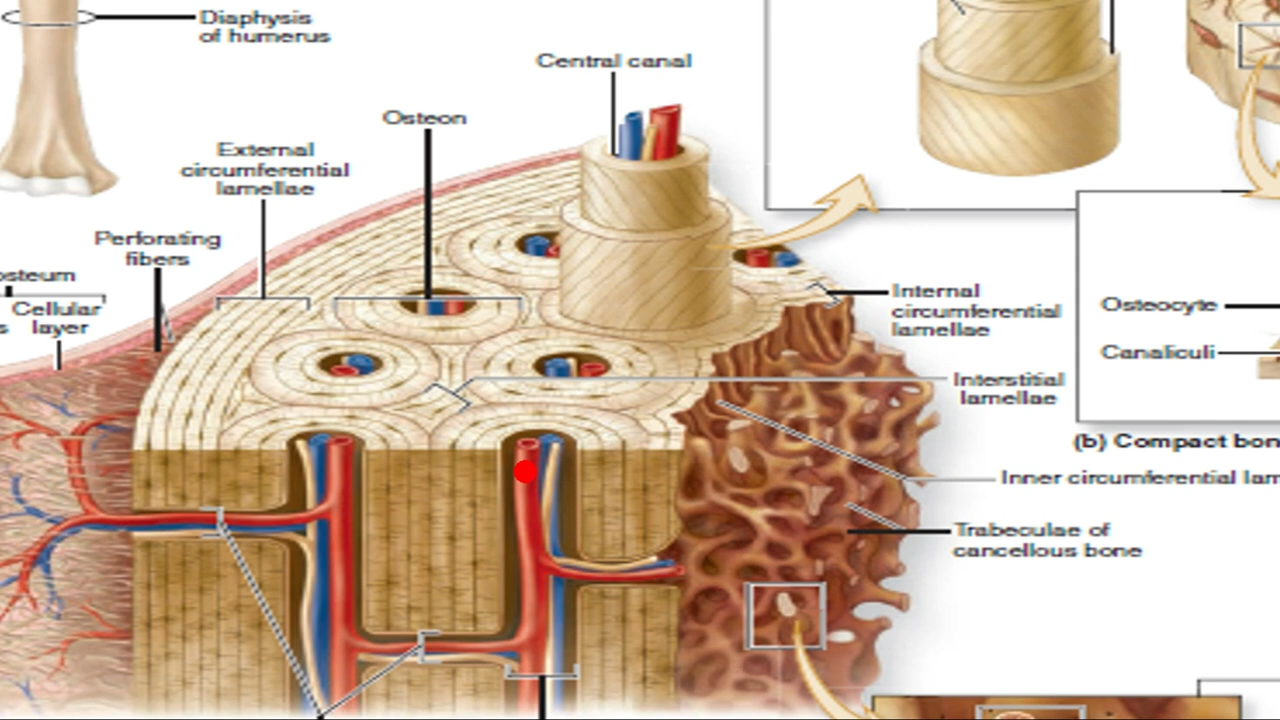 Diaphysis
of humerus
Central canal
Osteon
External
circumferential
lamellae
Perforating
fibers
osteum
Cellular
s layer
Internal
circumferential
lamellae
Osteocyte
Canaliculi
Interstitial
lamellae
(b) Compact bon
Inner circumferential lam
Trabeculae of
cancellous bone